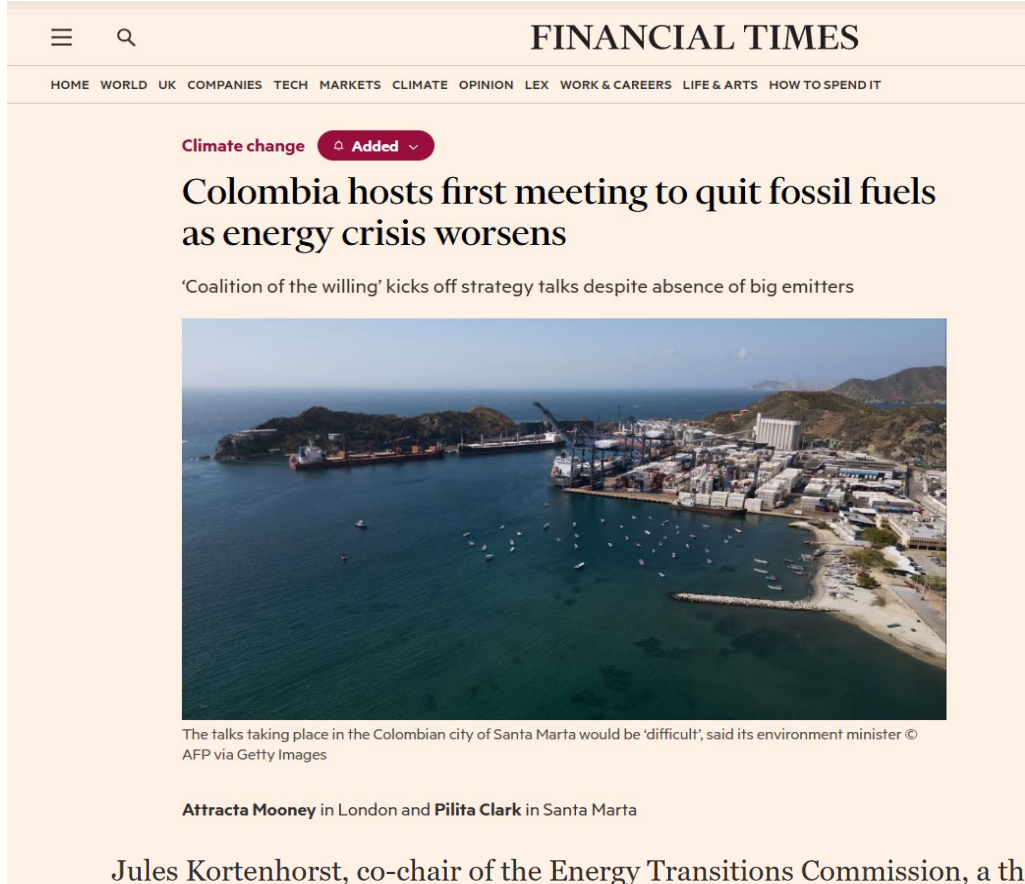 FINANCIAL TIMES
HOME WORLD UK COMPANIES TECH MARKETS CLIMATE OPINION LEX WORK & CAREERS LIFE & ARTS HOW TO SPEND IT
Climate change Added
Colombia hosts first meeting to quit fossil fuels
as energy crisis worsens
‘Coalition of the willing’ kicks off strategy talks despite absence of big emitters
The talks taking place in the Colombian city of Santa Marta would be ‘difficult’, said its environment minister ©
AFP via Getty Images
Attracta Mooney in London and Pilita Clark in Santa Marta
Jules Kortenhorst, co-chair of the Energy Transitions Commission, a th